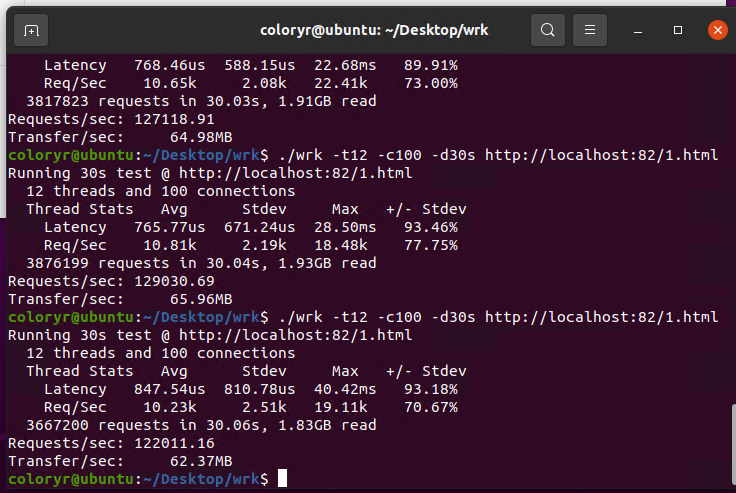 coloryr@ubuntu: ~/Desktop/wrk
Latency 768.46us 588.15us 22.68ms 89.91%
Req/Sec 10.65k 2.08k 22.41k 73.00%
3817823 requests in 30.03s, 1.91GB read
Requests/sec: 127118.91
Transfer/sec: 64.98MB
coloryr@ubuntu:~/Desktop/wrk$ ./wrk -t12 -c100 -d30s http://localhost:82/1.html
Running 30s test @ http://localhost:82/1.html
12 threads and 100 connections
Thread Stats Avg Stdev Max +/- Stdev
Latency 765.77us 671.24us 28.50ms 93.46%
Req/Sec 10.81k 2.19k 18.48k 77.75%
3876199 requests in 30.04s, 1.93GB read
Requests/sec: 129030.69
Transfer/sec: 65.96MB
coloryr@ubuntu:~/Desktop/wrk$ ./wrk -t12 -c100 -d30s http://localhost:82/1.html
Running 30s test @ http://localhost:82/1.html
12 threads and 100 connections
Thread Stats Avg Stdev Max +/- Stdev
Latency 847.54us 810.78us 40.42ms 93.18%
Req/Sec 10.23k 2.51k 19.11k 70.67%
3667200 requests in 30.06s, 1.83GB read
Requests/sec: 122011.16
Transfer/sec: 62.37MB
coloryr@ubuntu:~/Desktop/wrk$